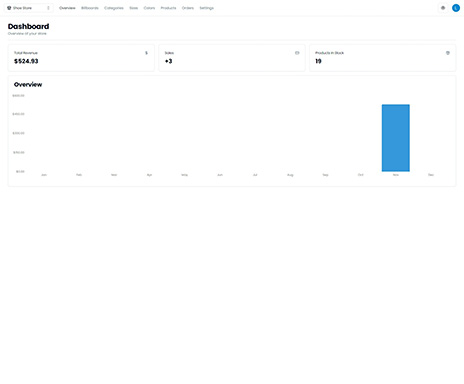 Shoe Store Overview Billboards Categories Sizes Colors Products Orders Settings
Dashboard
Overview of your store
Total Revenue
$524.93
Sales
+3
Products In Stock
19
Overview
$600.00
$450.00
$300.00
$150.00
$0.00
Jan Feb Mar Apr May Jun Jul Aug Sep Oct Nov Dec